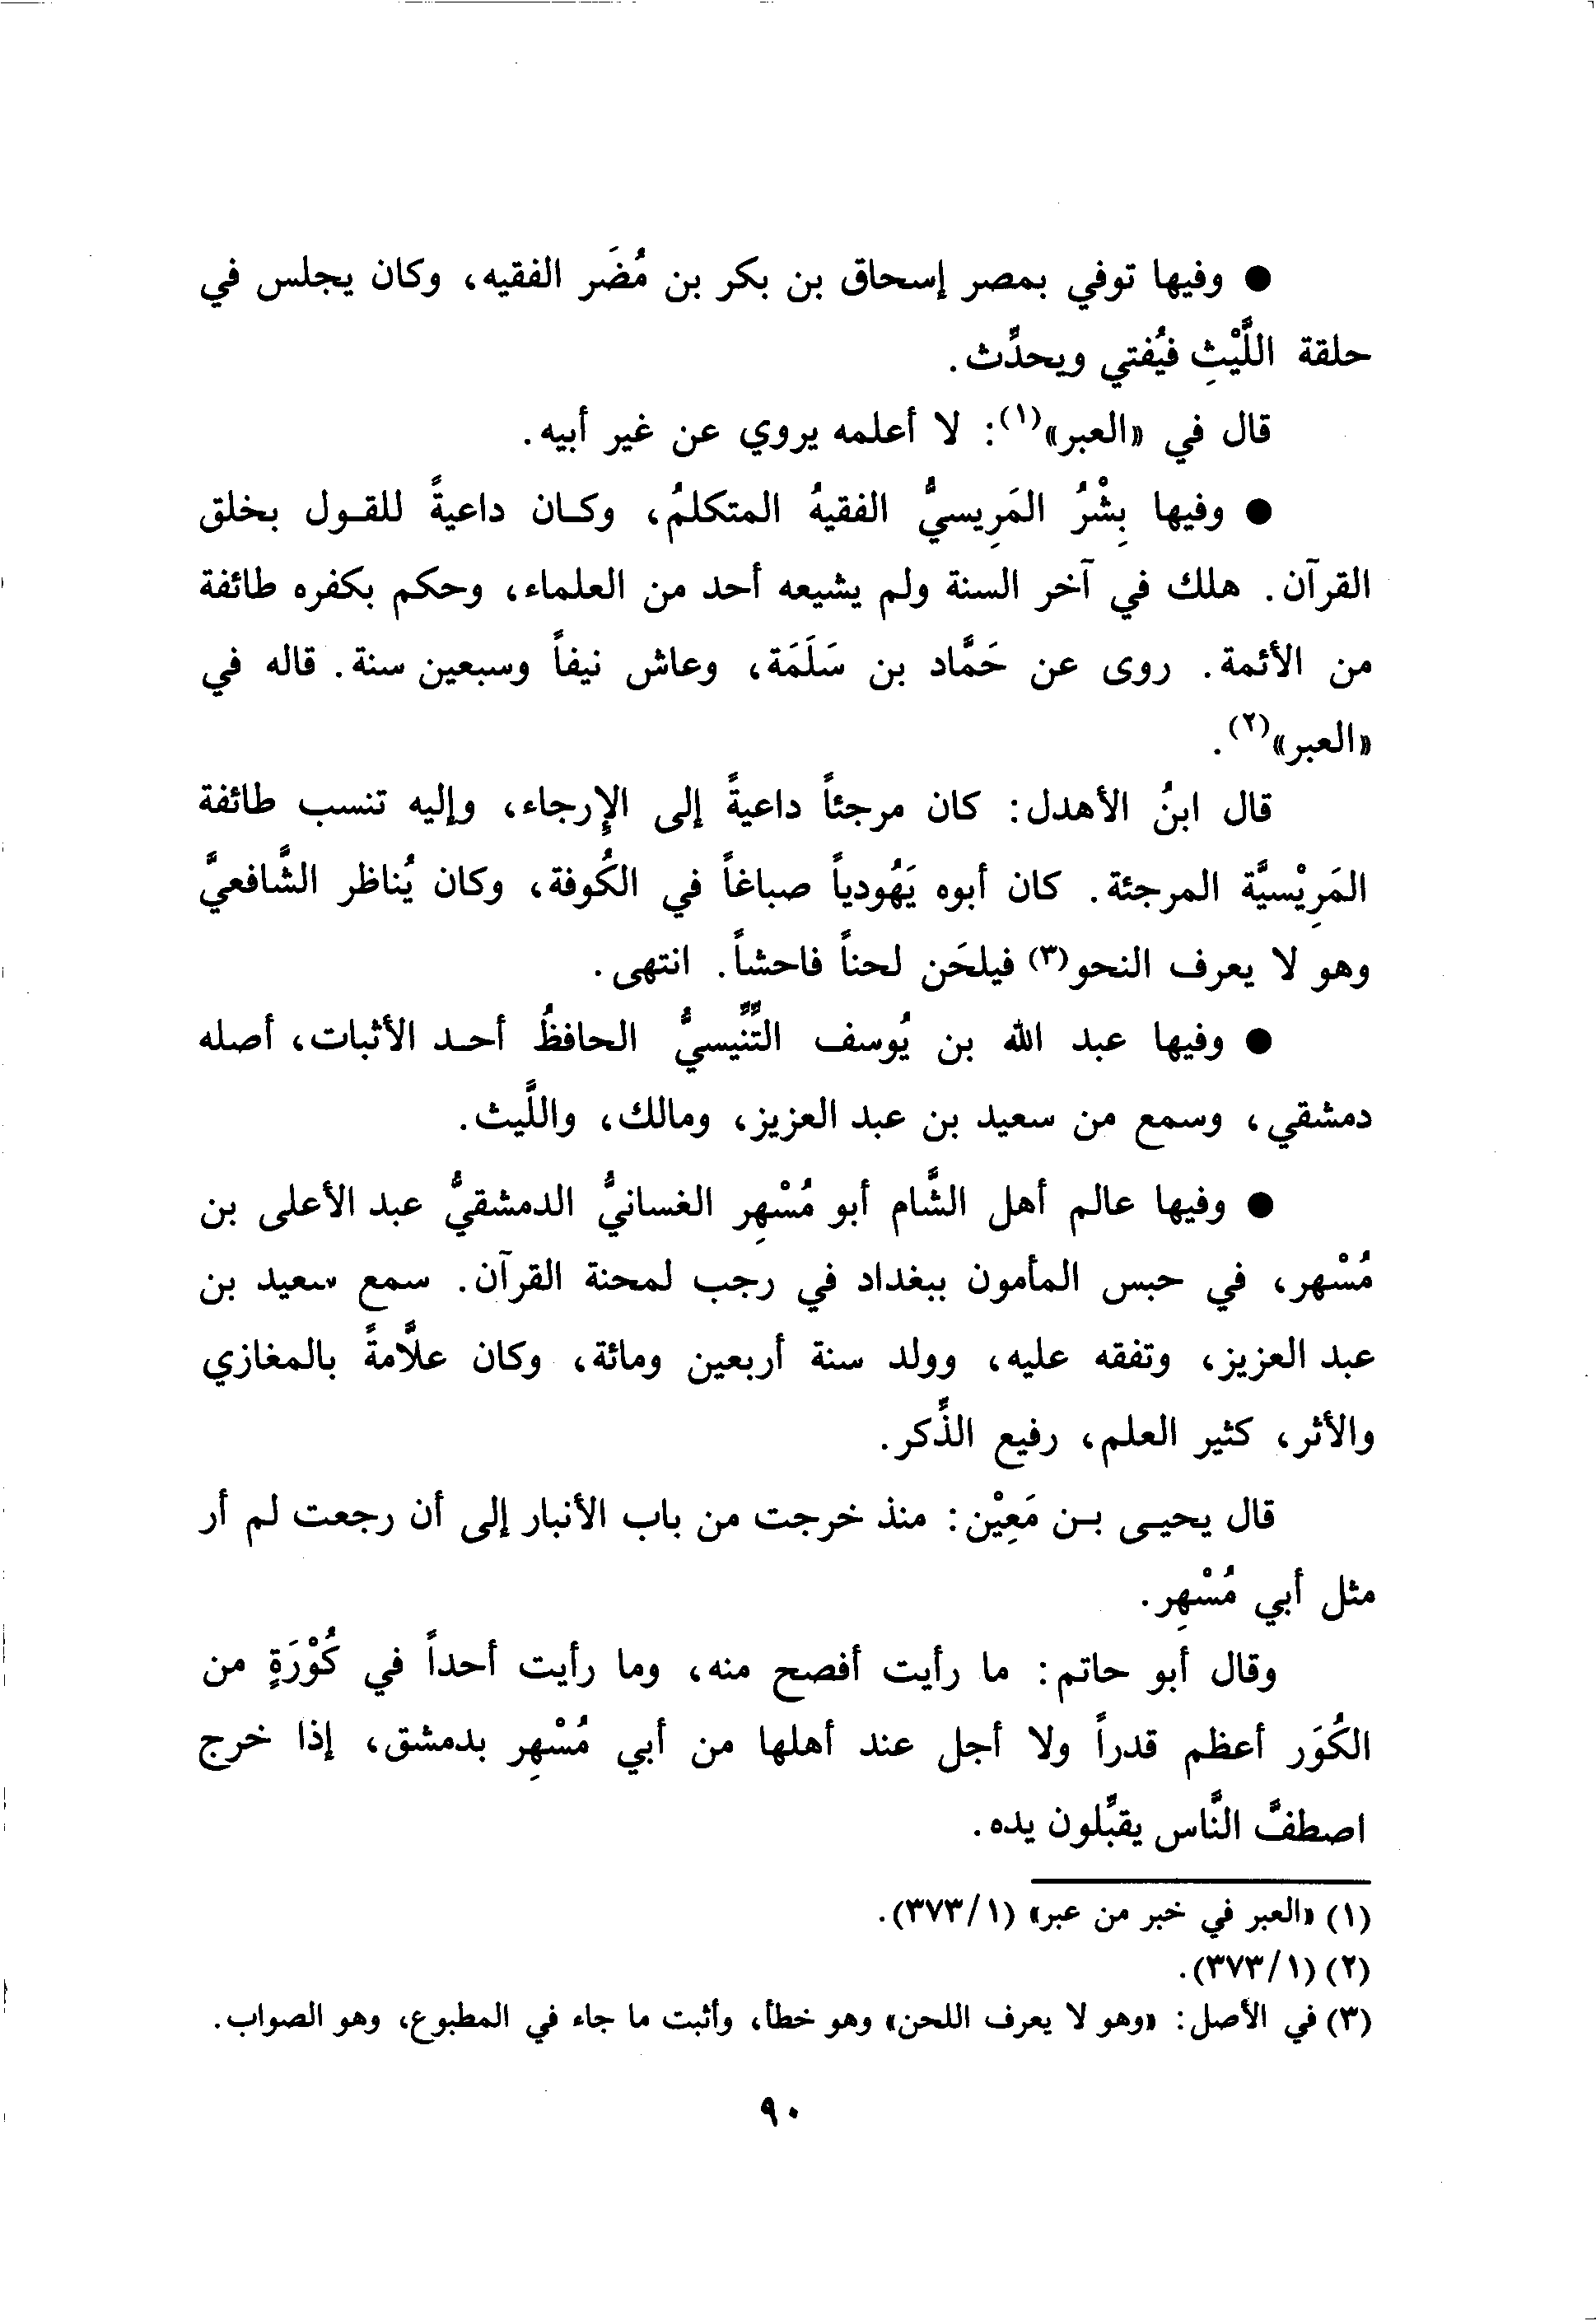 ● وفيها توفي بمصر إسحاق بن بكر بن مُضَر الفقيه، وكان يجلس في
حلقة اللَّيْثِ فيُفتي ويحدِّث.
قال في «العبر»(١): لا أعلمه يروي عن غير أبيه.
● وفيها بِشْرُ المَرِيسيُّ الفقيهُ المتكلمُ، وكان داعيةً للقول بخلق
القرآن. هلك في آخر السنة ولم يشيعه أحد من العلماء، وحكم بكفره طائفة
من الأئمة. روى عن حَمَّاد بن سَلَمَة، وعاش نيفاً وسبعين سنة. قاله في
«العبر»(٢).
قال ابنُ الأهدل: كان مرجئاً داعيةً إلى الإِرجاء، وإليه تنسب طائفة
المَرِيْسيَّة المرجئة. كان أبوه يَهُودياً صباغاً في الكُوفة، وكان يُناظر الشَّافعيَّ
وهو لا يعرف النحو(٣) فيلحَن لحناً فاحشاً. انتهى.
● وفيها عبد الله بن يُوسف التِّنِّيسيُّ الحافظُ أحد الأثبات، أصله
دمشقي، وسمع من سعيد بن عبد العزيز، ومالك، واللَّيث.
● وفيها عالم أهل الشَّام أبو مُسْهِر الغسانيُّ الدمشقيُّ عبد الأعلى بن
مُسْهر، في حبس المأمون ببغداد في رجب لمحنة القرآن. سمع سعيد بن
عبد العزيز، وتفقه عليه، وولد سنة أربعين ومائة، وكان علَّامةً بالمغازي
والأثر، كثير العلم، رفيع الذِّكر.
قال يحيى بن مَعِيْن: منذ خرجت من باب الأنبار إلى أن رجعت لم أر
مثل أبي مُسْهِر.
وقال أبو حاتم: ما رأيت أفصح منه، وما رأيت أحداً في كُوْرَةٍ من
الكُوَر أعظم قدراً ولا أجل عند أهلها من أبي مُسْهِر بدمشق، إذا خرج
اصطفَّ النَّاس يقبِّلون يده.
(١) «العبر في خبر من عبر» (١/ ٣٧٣).
(٢) (١/ ٣٧٣).
(٣) في الأصل: «وهو لا يعرف اللحن» وهو خطأ، وأثبت ما جاء في المطبوع، وهو الصواب.
٩٠